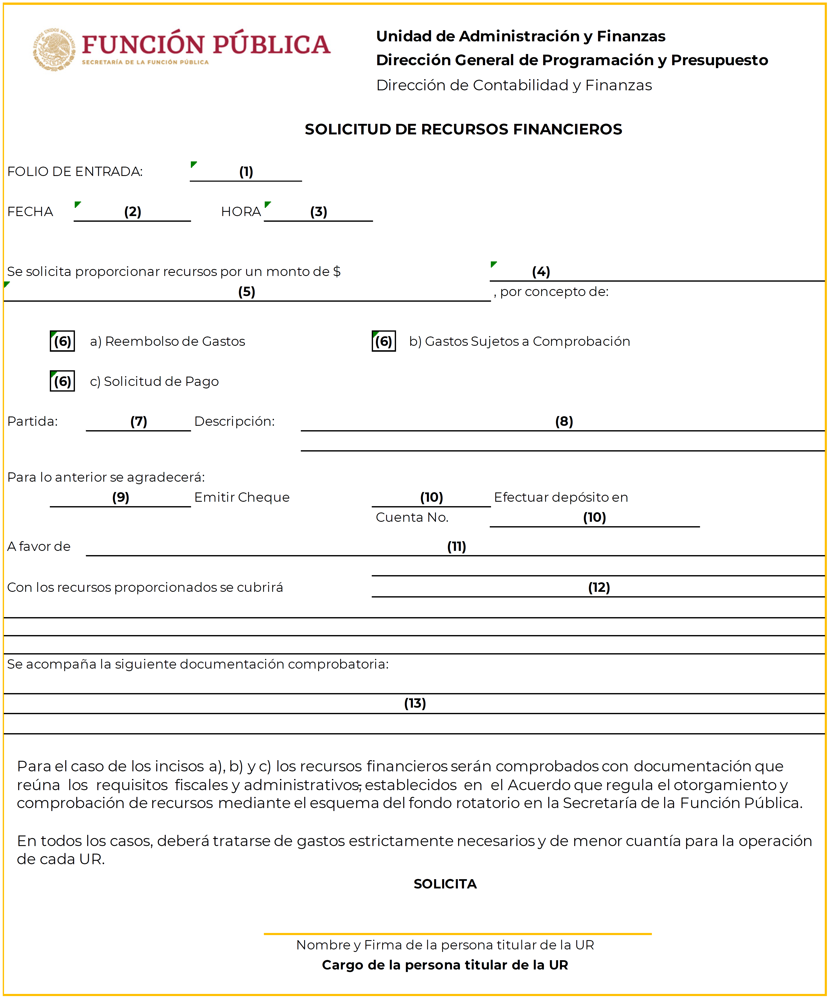 ESTADOS UNIDOS MEXICANOS
FUNCIÓN PÚBLICA
SECRETARÍA DE LA FUNCIÓN PÚBLICA
Unidad de Administración y Finanzas
Dirección General de Programación y Presupuesto
Dirección de Contabilidad y Finanzas
SOLICITUD DE RECURSOS FINANCIEROS
FOLIO DE ENTRADA: (1)
FECHA (2) HORA (3)
Se solicita proporcionar recursos por un monto de $ (4)
(5) , por concepto de:
(6) a) Reembolso de Gastos (6) b) Gastos Sujetos a Comprobación
(6) c) Solicitud de Pago
Partida: (7) Descripción: (8)
Para lo anterior se agradecerá:
(9) Emitir Cheque (10) Efectuar depósito en
Cuenta No. (10)
A favor de (11)
Con los recursos proporcionados se cubrirá (12)
Se acompaña la siguiente documentación comprobatoria:
(13)
Para el caso de los incisos a), b) y c) los recursos financieros serán comprobados con documentación que
reúna los requisitos fiscales y administrativos, establecidos en el Acuerdo que regula el otorgamiento y
comprobación de recursos mediante el esquema del fondo rotatorio en la Secretaría de la Función Pública.
En todos los casos, deberá tratarse de gastos estrictamente necesarios y de menor cuantía para la operación
de cada UR.
SOLICITA
Nombre y Firma de la persona titular de la UR
Cargo de la persona titular de la UR